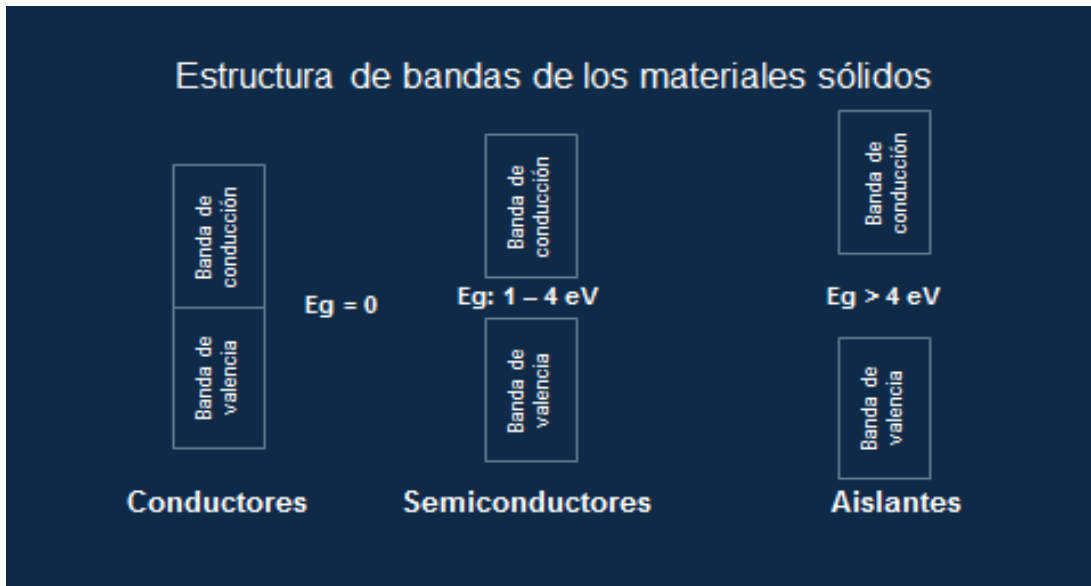 Estructura de bandas de los materiales sólidos
Banda de
conducción
Banda de
valencia
Eg = 0
Conductores
Banda de
conducción
Eg: 1 – 4 eV
Banda de
valencia
Semiconductores
Banda de
conducción
Eg > 4 eV
Banda de
valencia
Aislantes